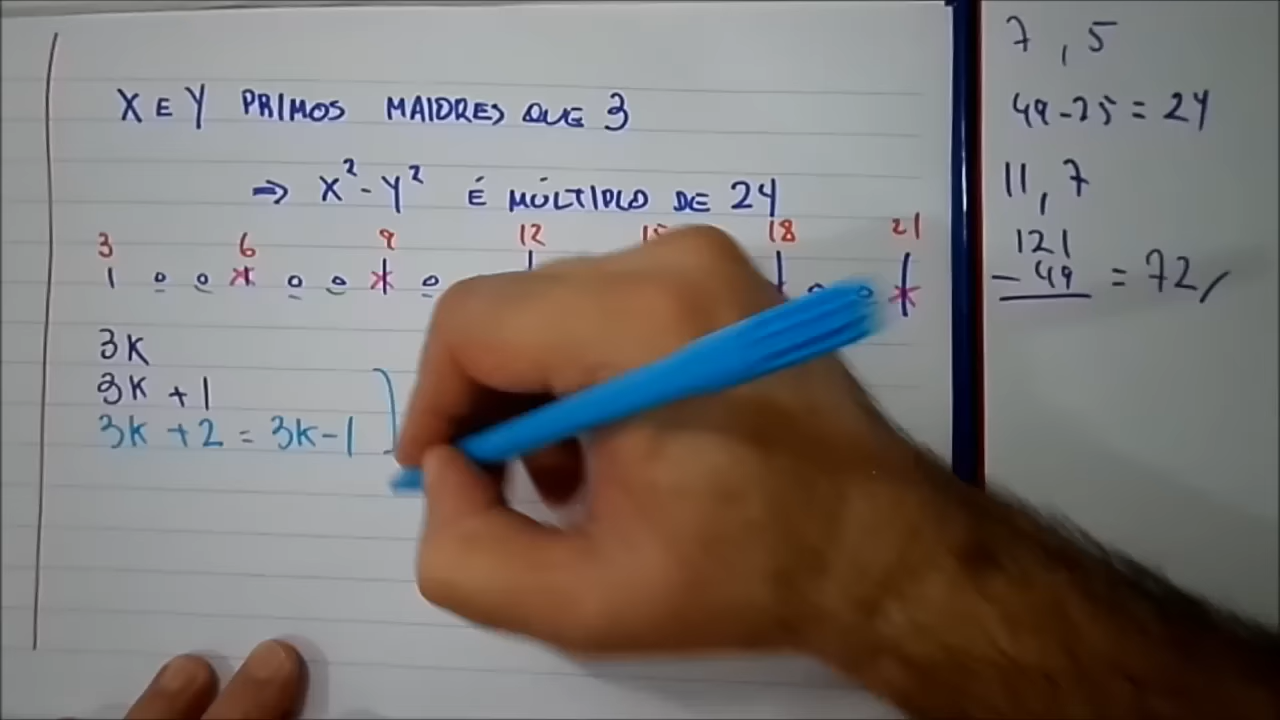 X E Y PRIMOS MAIORES QUE 3
⇒ X² - Y² É MÚLTIPLO DE 24
3 6 9 12 15 18 21
3K
3K + 1
3K + 2 = 3K - 1
7 , 5
49 - 25 = 24
11 , 7
121
- 49 = 72